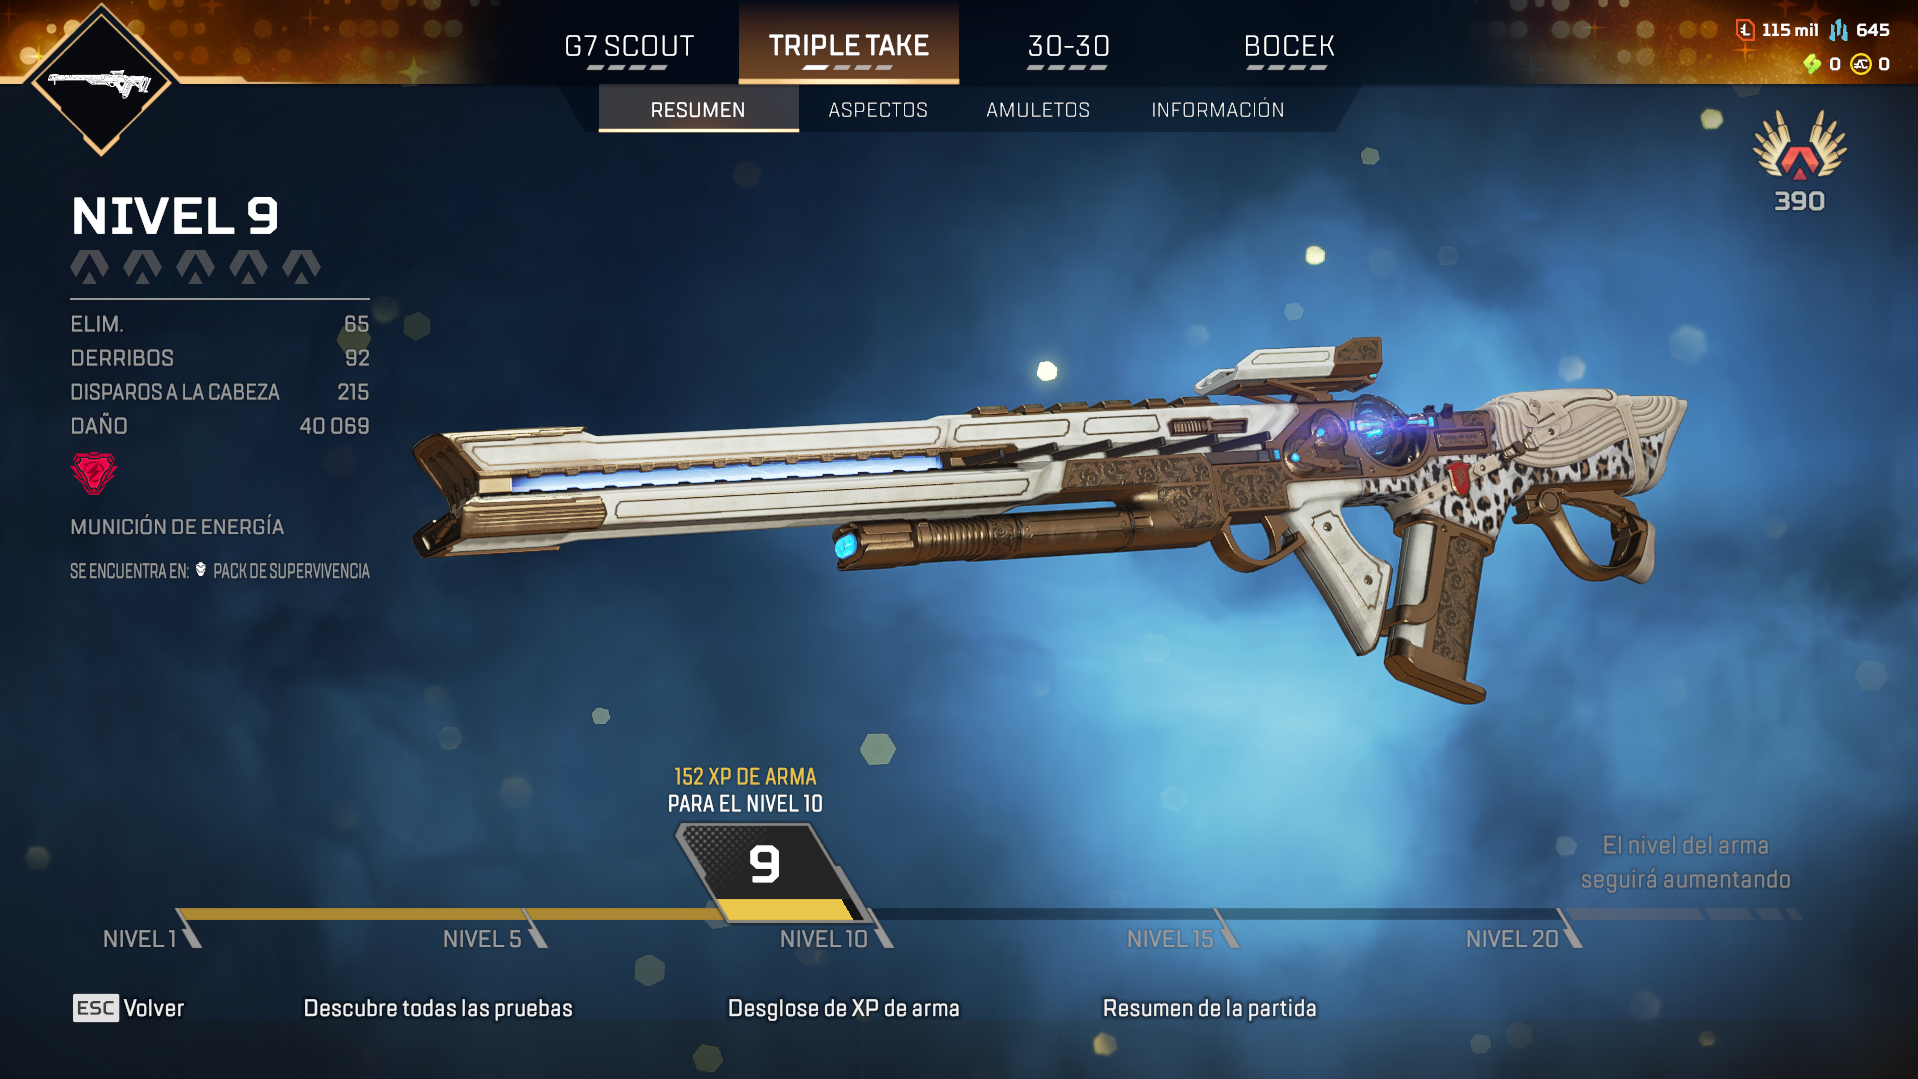 G7 SCOUT
TRIPLE TAKE
30-30
BOCEK
115 mil
645
0
0
RESUMEN
ASPECTOS
AMULETOS
INFORMACIÓN
390
NIVEL 9
ELIM. 65
DERRIBOS 92
DISPAROS A LA CABEZA 215
DAÑO 40 069
MUNICIÓN DE ENERGÍA
SE ENCUENTRA EN: PACK DE SUPERVIVENCIA
152 XP DE ARMA
PARA EL NIVEL 10
9
El nivel del arma
seguirá aumentando
NIVEL 1
NIVEL 5
NIVEL 10
NIVEL 15
NIVEL 20
ESC Volver
Descubre todas las pruebas
Desglose de XP de arma
Resumen de la partida